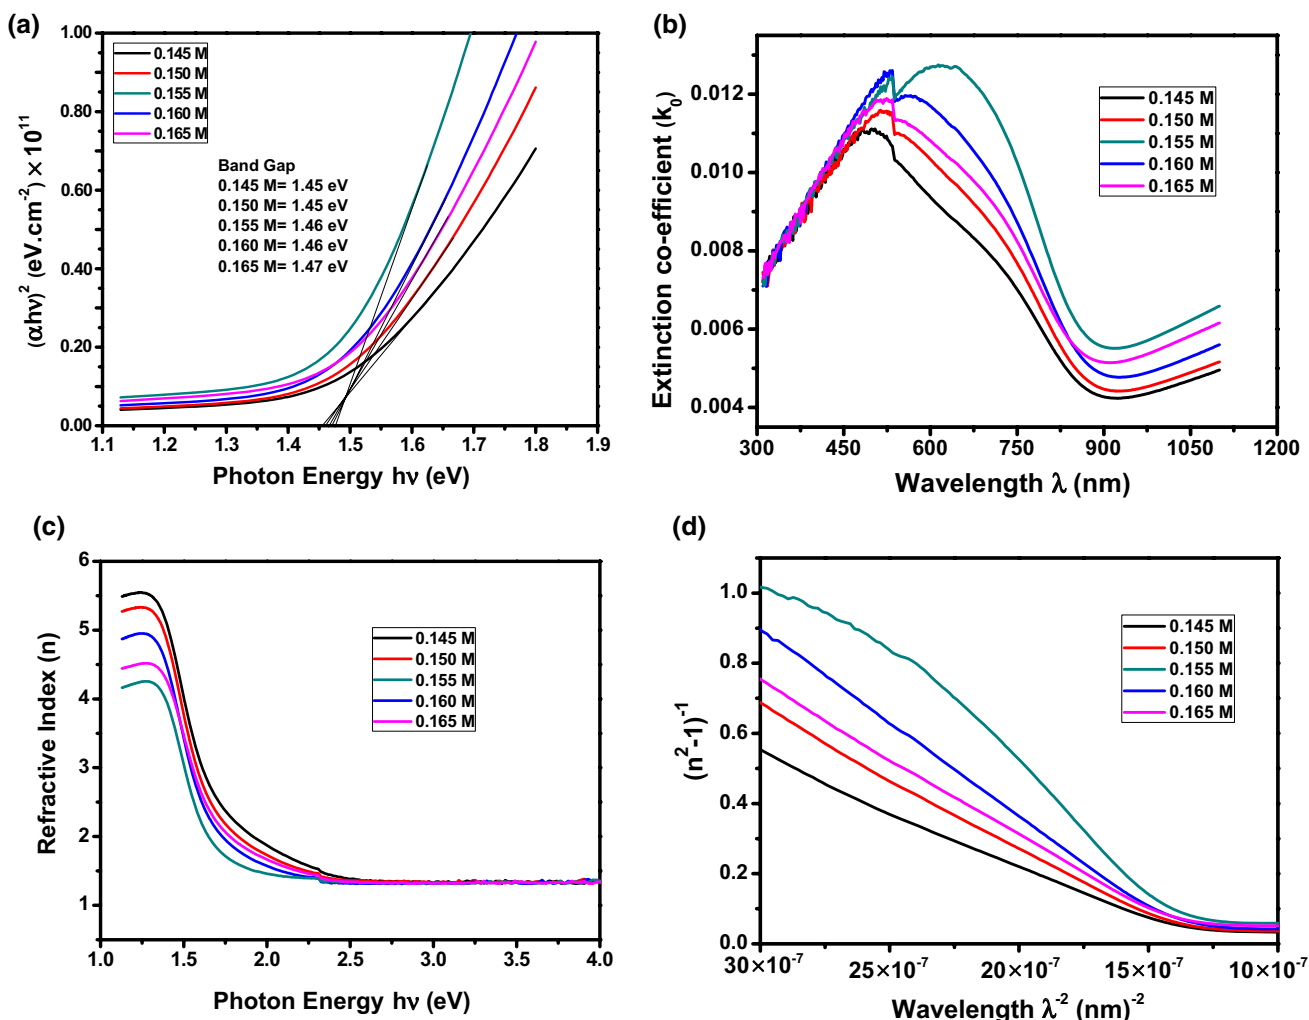 (a)
(αhν)² (eV.cm⁻²) × 10¹¹
1.00
0.80
0.60
0.40
0.20
0.00
0.145 M
0.150 M
0.155 M
0.160 M
0.165 M
Band Gap
0.145 M= 1.45 eV
0.150 M= 1.45 eV
0.155 M= 1.46 eV
0.160 M= 1.46 eV
0.165 M= 1.47 eV
1.1 1.2 1.3 1.4 1.5 1.6 1.7 1.8 1.9
Photon Energy hν (eV)
(b)
Extinction co-efficient (k₀)
0.012
0.010
0.008
0.006
0.004
0.145 M
0.150 M
0.155 M
0.160 M
0.165 M
300 450 600 750 900 1050 1200
Wavelength λ (nm)
(c)
Refractive Index (n)
6
5
4
3
2
1
0.145 M
0.150 M
0.155 M
0.160 M
0.165 M
1.0 1.5 2.0 2.5 3.0 3.5 4.0
Photon Energy hν (eV)
(d)
(n²-1)⁻¹
1.0
0.8
0.6
0.4
0.2
0.0
0.145 M
0.150 M
0.155 M
0.160 M
0.165 M
30×10⁻⁷ 25×10⁻⁷ 20×10⁻⁷ 15×10⁻⁷ 10×10⁻⁷
Wavelength λ⁻² (nm)⁻²